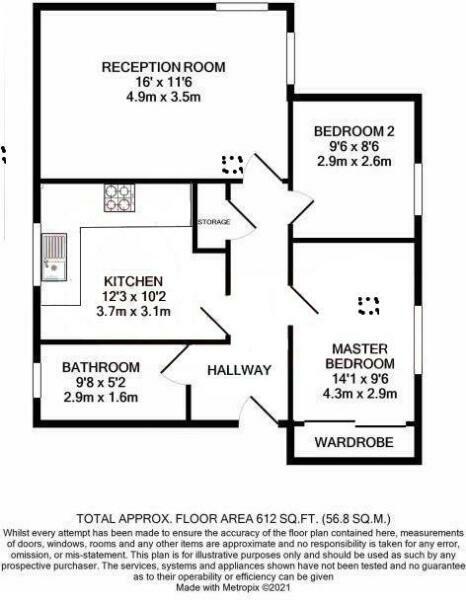 RECEPTION ROOM
16' x 11'6
4.9m x 3.5m
BEDROOM 2
9'6 x 8'6
2.9m x 2.6m
STORAGE
KITCHEN
12'3 x 10'2
3.7m x 3.1m
BATHROOM
9'8 x 5'2
2.9m x 1.6m
HALLWAY
MASTER
BEDROOM
14'1 x 9'6
4.3m x 2.9m
WARDROBE
TOTAL APPROX. FLOOR AREA 612 SQ.FT. (56.8 SQ.M.)
Whilst every attempt has been made to ensure the accuracy of the floor plan contained here, measurements
of doors, windows, rooms and any other items are approximate and no responsibility is taken for any error,
omission, or mis-statement. This plan is for illustrative purposes only and should be used as such by any
prospective purchaser. The services, systems and appliances shown have not been tested and no guarantee
as to their operability or efficiency can be given
Made with Metropix ©2021